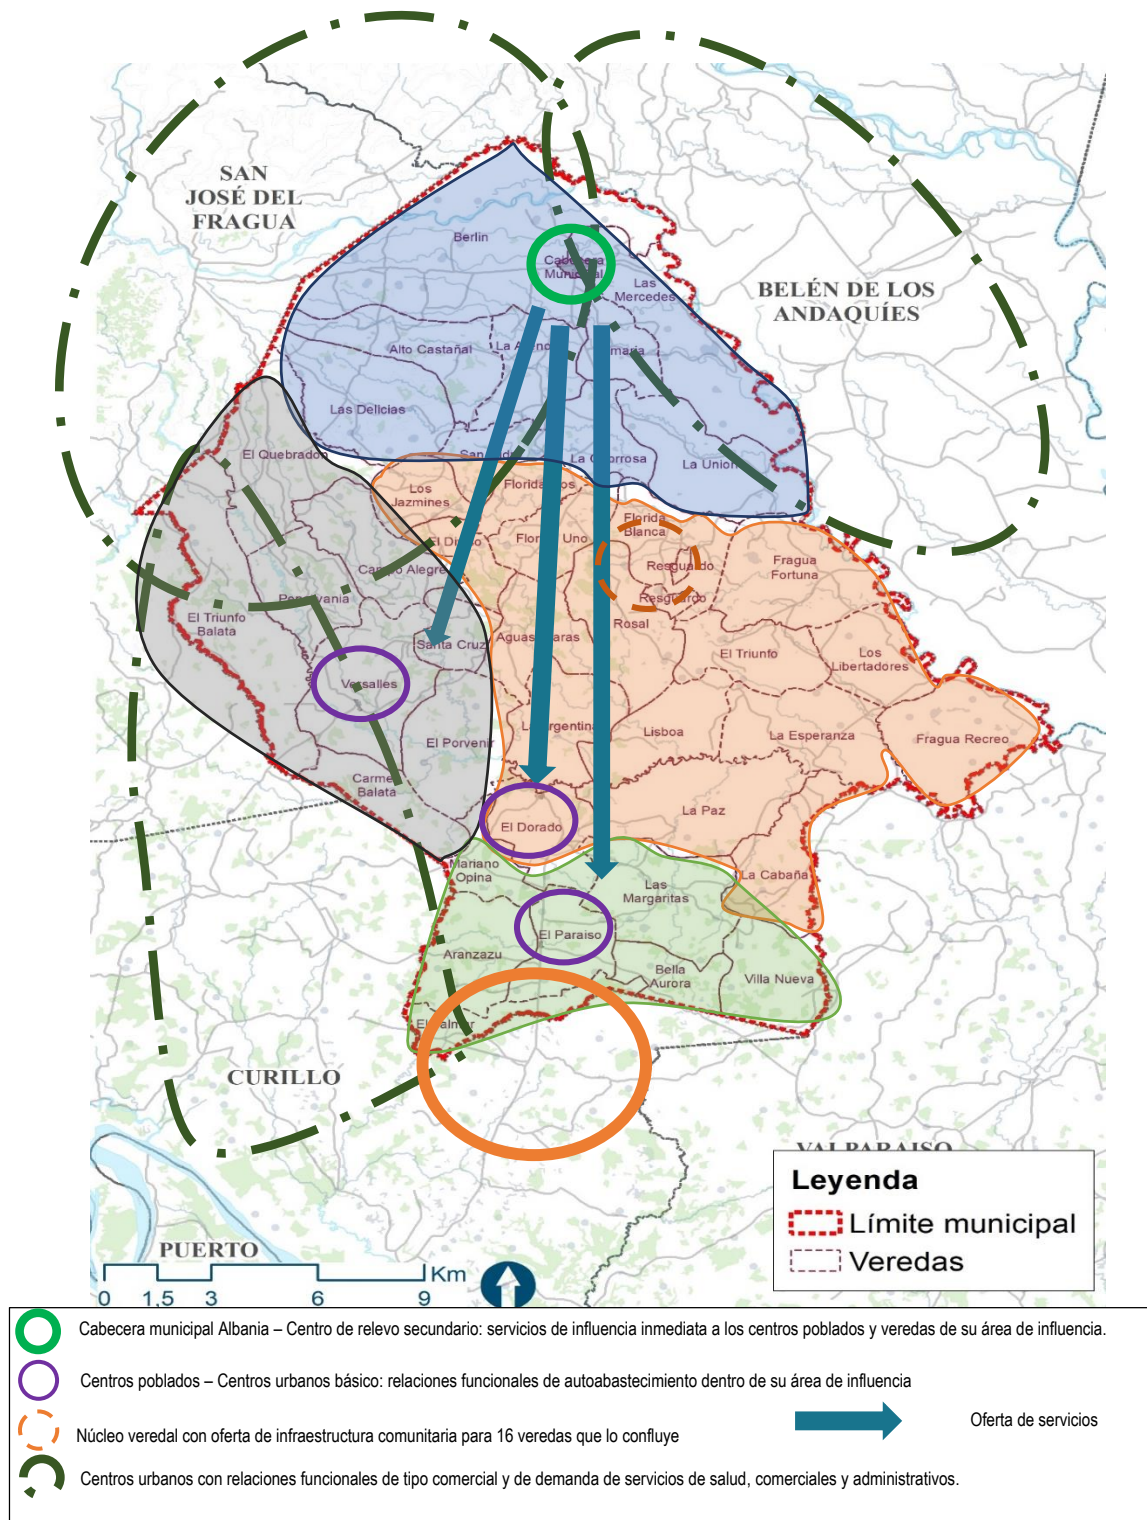 SAN
JOSÉ DEL
FRAGUA
Berlin
Cabecera
Municipal
Las
Mercedes
BELÉN DE LOS
ANDAQUÍES
Alto Castañal
Las Delicias
La Union
El Quebradon
Los
Jazmines
Florida
Blanca
Uno
Resguardo
Fragua
Fortuna
Alegre
Resguardo
El Triunfo
Balata
Rosal
Santa Cruz
El Triunfo
Los
Libertadores
Versalles
El Porvenir
Lisboa
La Esperanza
Fragua Recreo
Carmen
Balata
La Paz
El Dorado
Mariano
Opina
La Cabaña
Las
Margaritas
El Paraiso
Aranzazu
Bella
Aurora
Villa Nueva
CURILLO
VALPARAISO
Leyenda
Límite municipal
Veredas
PUERTO
Km
0 1,5 3 6 9
Cabecera municipal Albania – Centro de relevo secundario: servicios de influencia inmediata a los centros poblados y veredas de su área de influencia.
Centros poblados – Centros urbanos básico: relaciones funcionales de autoabastecimiento dentro de su área de influencia
Oferta de servicios
Núcleo veredal con oferta de infraestructura comunitaria para 16 veredas que lo confluye
Centros urbanos con relaciones funcionales de tipo comercial y de demanda de servicios de salud, comerciales y administrativos.